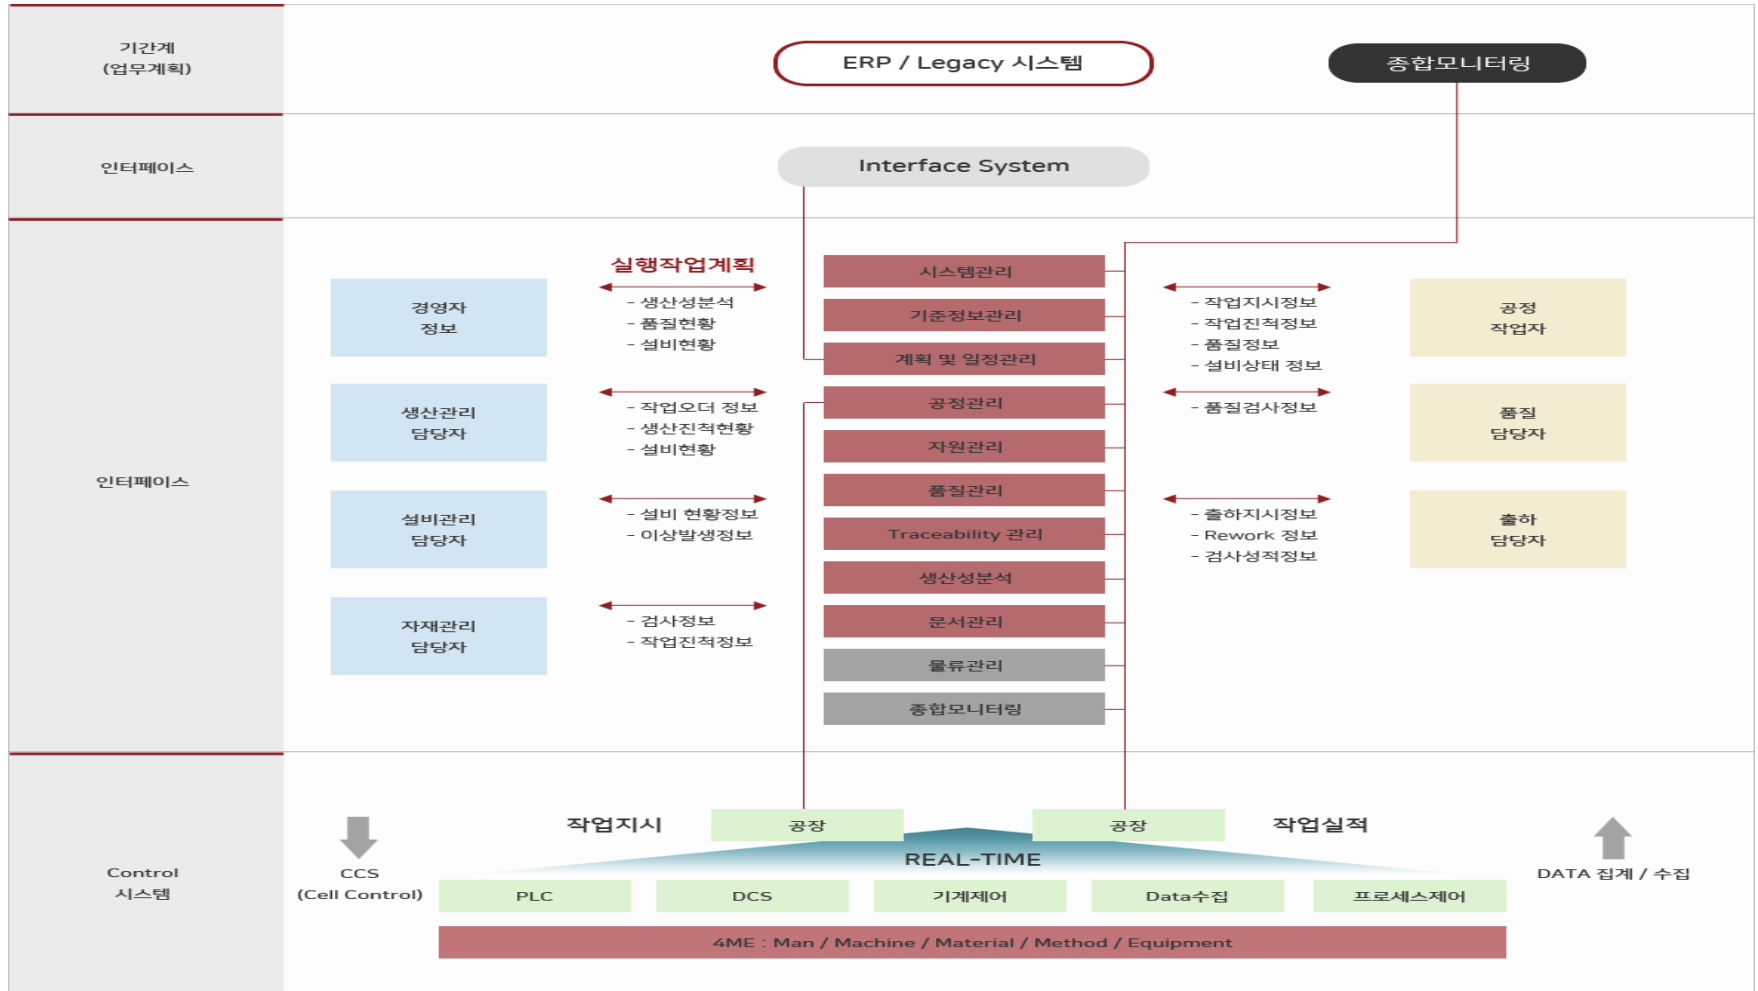 기간계
(업무계획)
ERP / Legacy 시스템
종합모니터링
인터페이스
Interface System
인터페이스
경영자
정보
생산관리
담당자
설비관리
담당자
자재관리
담당자
실행작업계획
- 생산성분석
- 품질현황
- 설비현황
- 작업오더 정보
- 생산진척현황
- 설비현황
- 설비 현황정보
- 이상발생정보
- 검사정보
- 작업진척정보
시스템관리
기준정보관리
계획 및 일정관리
공정관리
자원관리
품질관리
Traceability 관리
생산성분석
문서관리
물류관리
종합모니터링
- 작업지시정보
- 작업진척정보
- 품질정보
- 설비상태 정보
- 품질검사정보
- 출하지시정보
- Rework 정보
- 검사성적정보
공정
작업자
품질
담당자
출하
담당자
Control
시스템
CCS
(Cell Control)
작업지시
공장
공장
작업실적
REAL-TIME
DATA 집계 / 수집
PLC
DCS
기계제어
Data수집
프로세스제어
4ME : Man / Machine / Material / Method / Equipment